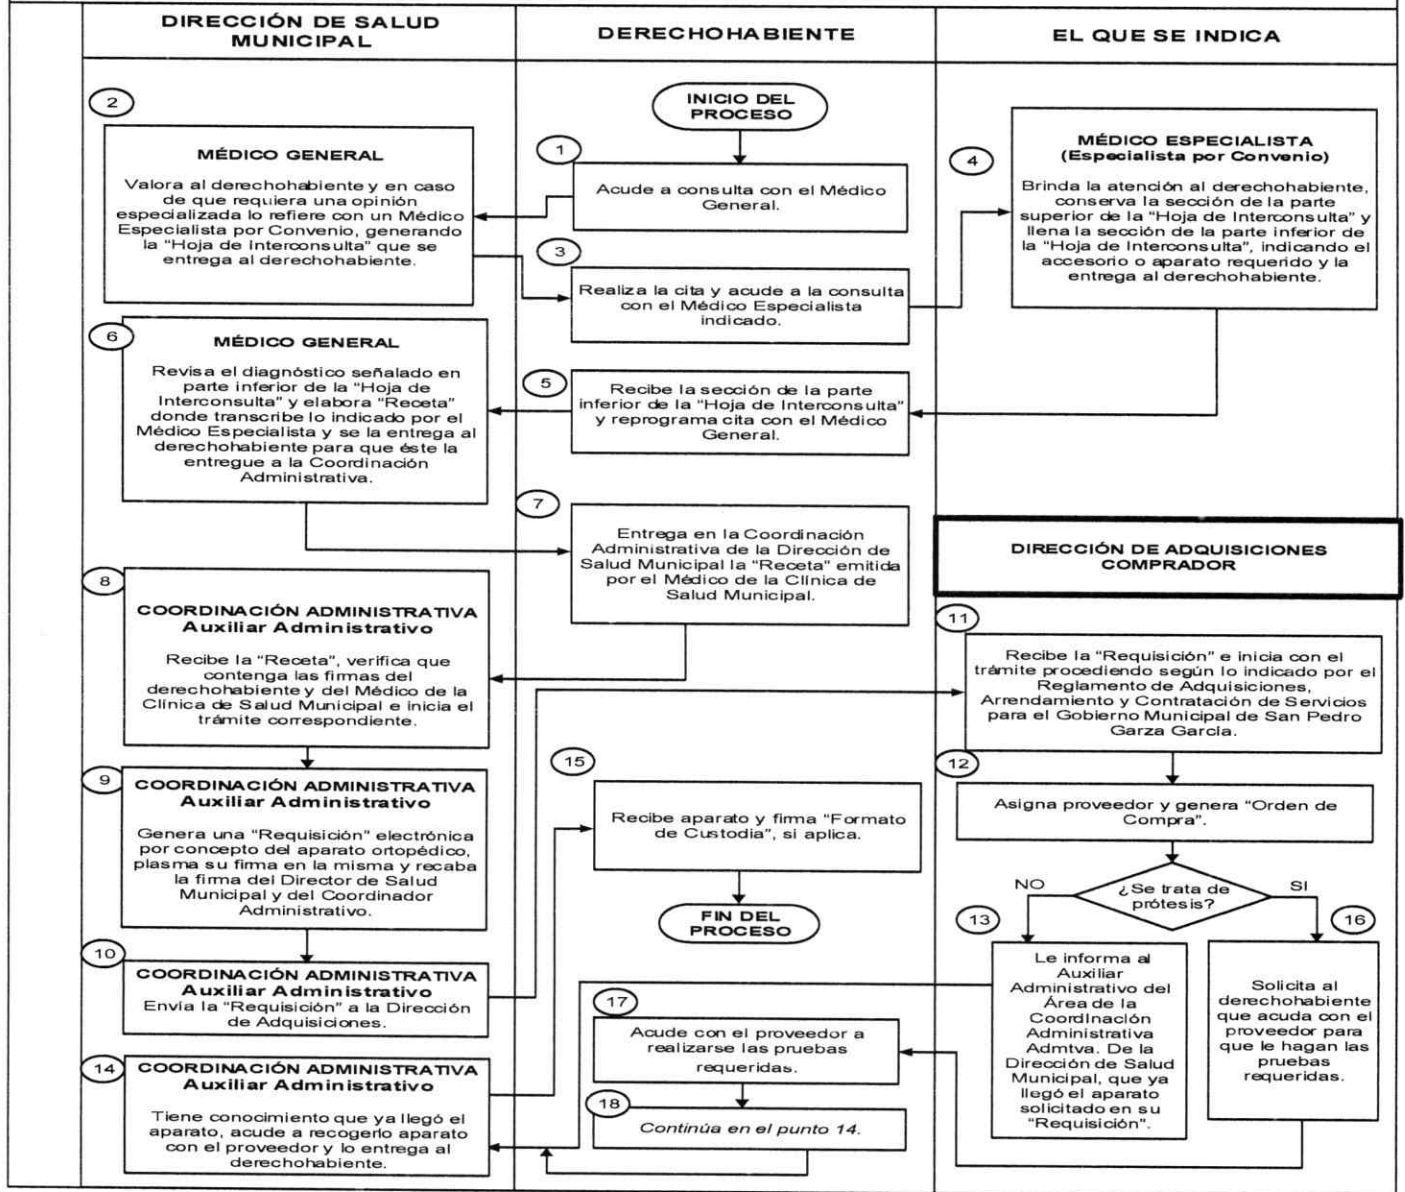 DIRECCIÓN DE SALUD
MUNICIPAL
DERECHOHABIENTE
EL QUE SE INDICA
INICIO DEL
PROCESO
1
Acude a consulta con el Médico
General.
2
MÉDICO GENERAL
Valora al derechohabiente y en caso
de que requiera una opinión
especializada lo refiere con un Médico
Especialista por Convenio, generando
la "Hoja de Interconsulta" que se
entrega al derechohabiente.
3
Realiza la cita y acude a la consulta
con el Médico Especialista
indicado.
4
MÉDICO ESPECIALISTA
(Especialista por Convenio)
Brinda la atención al derechohabiente,
conserva la sección de la parte
superior de la "Hoja de Interconsulta" y
llena la sección de la parte inferior de
la "Hoja de Interconsulta", indicando el
accesorio o aparato requerido y la
entrega al derechohabiente.
5
Recibe la sección de la parte
inferior de la "Hoja de Interconsulta"
y reprograma cita con el Médico
General.
6
MÉDICO GENERAL
Revisa el diagnóstico señalado en
parte inferior de la "Hoja de
Interconsulta" y elabora "Receta"
donde transcribe lo indicado por el
Médico Especialista y se la entrega al
derechohabiente para que éste la
entregue a la Coordinación
Administrativa.
7
Entrega en la Coordinación
Administrativa de la Dirección de
Salud Municipal la "Receta" emitida
por el Médico de la Clínica de
Salud Municipal.
8
COORDINACIÓN ADMINISTRATIVA
Auxiliar Administrativo
Recibe la "Receta", verifica que
contenga las firmas del
derechohabiente y del Médico de la
Clínica de Salud Municipal e inicia el
trámite correspondiente.
9
COORDINACIÓN ADMINISTRATIVA
Auxiliar Administrativo
Genera una "Requisición" electrónica
por concepto del aparato ortopédico,
plasma su firma en la misma y recaba
la firma del Director de Salud
Municipal y del Coordinador
Administrativo.
10
COORDINACIÓN ADMINISTRATIVA
Auxiliar Administrativo
Envía la "Requisición" a la Dirección
de Adquisiciones.
DIRECCIÓN DE ADQUISICIONES
COMPRADOR
11
Recibe la "Requisición" e inicia con el
trámite procediendo según lo indicado por el
Reglamento de Adquisiciones,
Arrendamiento y Contratación de Servicios
para el Gobierno Municipal de San Pedro
Garza García.
12
Asigna proveedor y genera "Orden de
Compra".
¿Se trata de
prótesis?
NO
SI
13
Le informa al
Auxiliar
Administrativo del
Área de la
CoordInación
Administrativa
Admtva. De la
Dirección de Salud
Municipal, que ya
llegó el aparato
solicitado en su
"Requisición".
14
COORDINACIÓN ADMINISTRATIVA
Auxiliar Administrativo
Tiene conocimiento que ya llegó el
aparato, acude a recogerlo aparato
con el proveedor y lo entrega al
derechohabiente.
15
Recibe aparato y firma "Formato
de Custodia", si aplica.
FIN DEL
PROCESO
16
Solicita al
derechohabiente
que acuda con el
proveedor para
que le hagan las
pruebas
requeridas.
17
Acude con el proveedor a
realizarse las pruebas
requeridas.
18
Continúa en el punto 14.